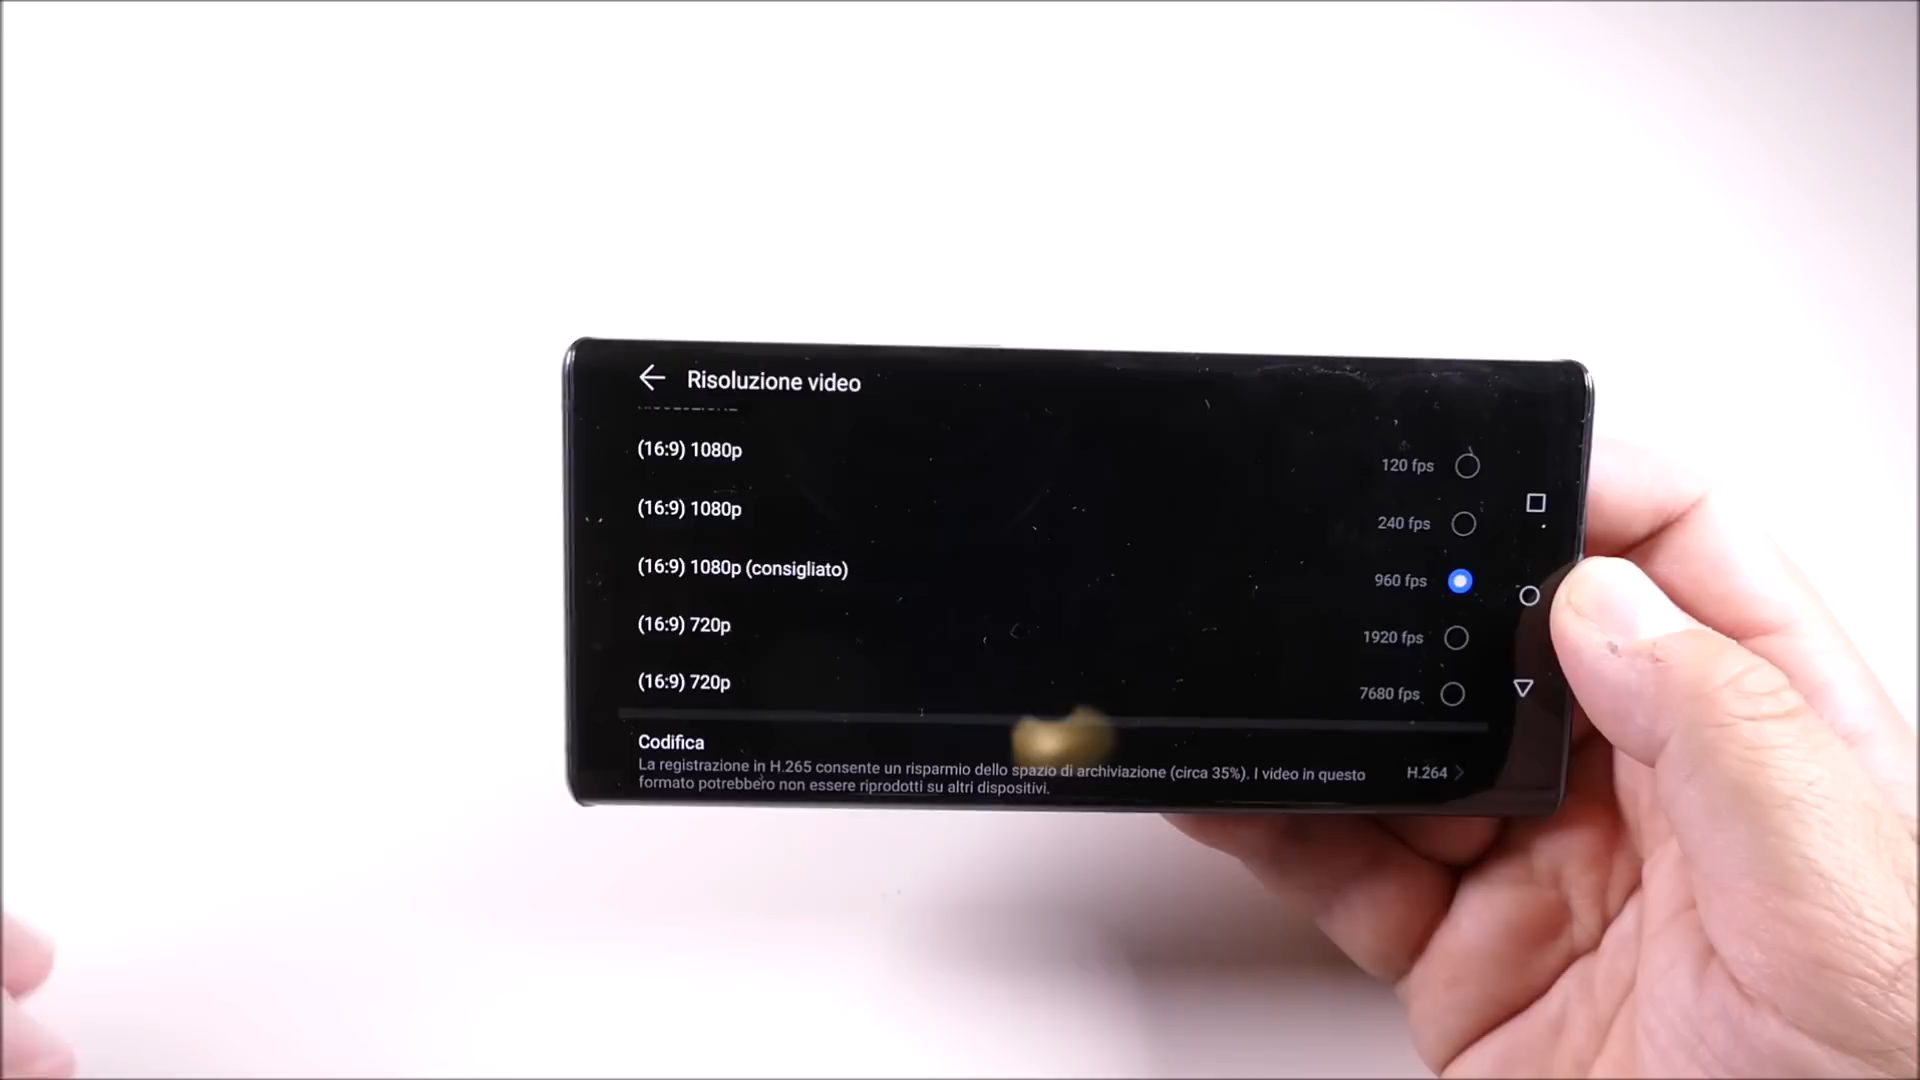 Risoluzione video
(16:9) 1080p 120 fps
(16:9) 1080p 240 fps
(16:9) 1080p (consigliato) 960 fps
(16:9) 720p 1920 fps
(16:9) 720p 7680 fps
Codifica
La registrazione in H.265 consente un risparmio dello spazio di archiviazione (circa 35%). I video in questo H.264
formato potrebbero non essere riprodotti su altri dispositivi.